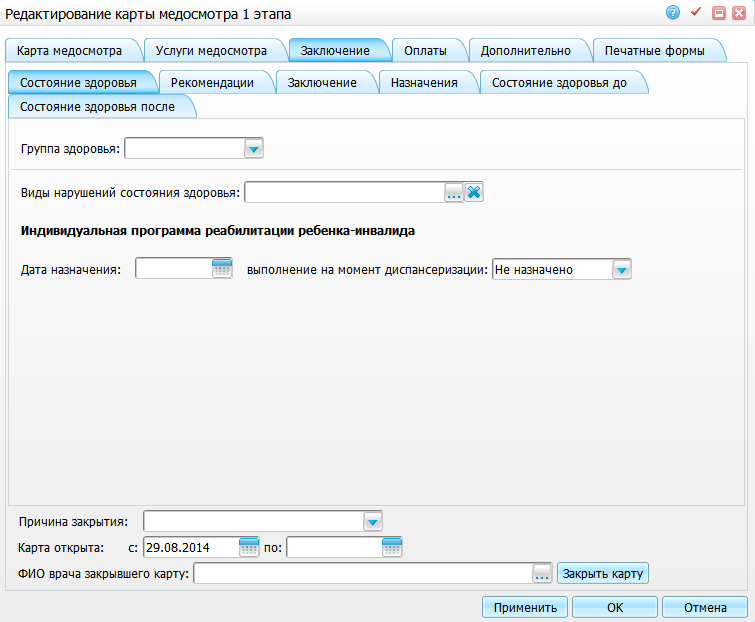 Редактирование карты медосмотра 1 этапа
Карта медосмотра Услуги медосмотра Заключение Оплаты Дополнительно Печатные формы
Состояние здоровья Рекомендации Заключение Назначения Состояние здоровья до
Состояние здоровья после
Группа здоровья:
Виды нарушений состояния здоровья: ...
Индивидуальная программа реабилитации ребенка-инвалида
Дата назначения: выполнение на момент диспансеризации: Не назначено
Причина закрытия:
Карта открыта: с: 29.08.2014 по:
ФИО врача закрывшего карту: ... Закрыть карту
Применить ОК Отмена